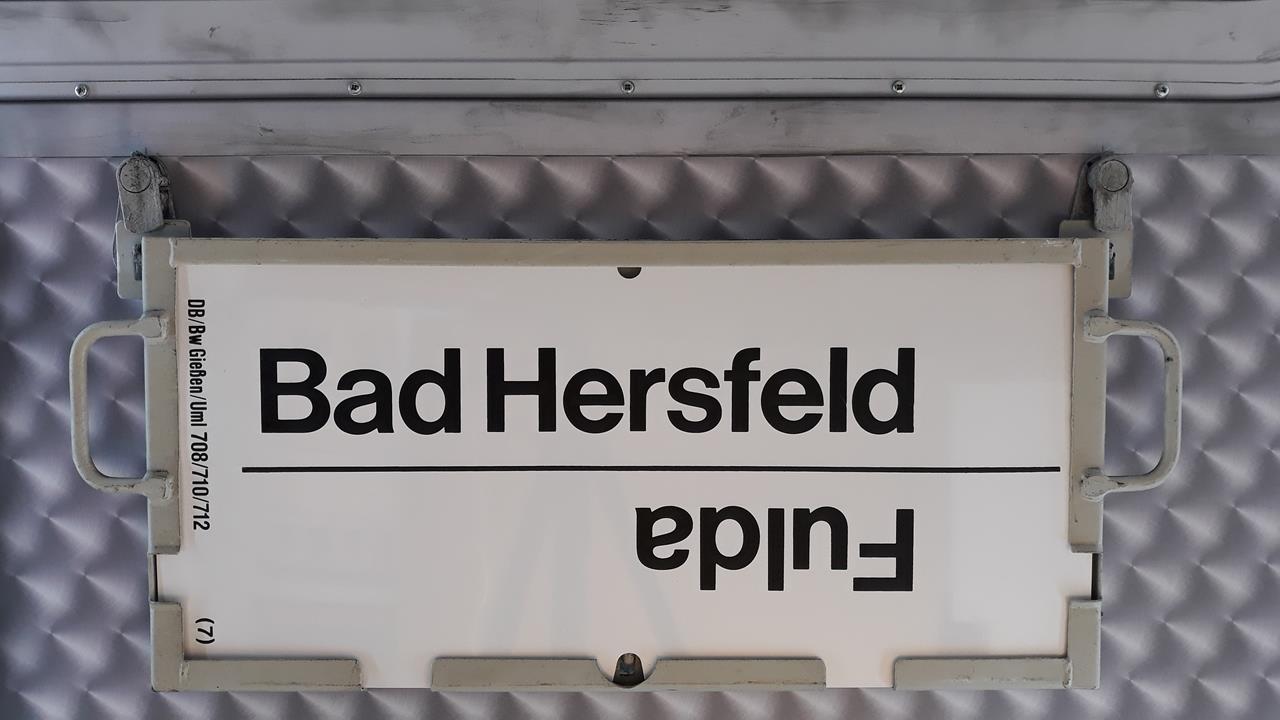 Bad Hersfeld
Fulda
DB/Bw Gießen/Uml 708/710/712
(7)